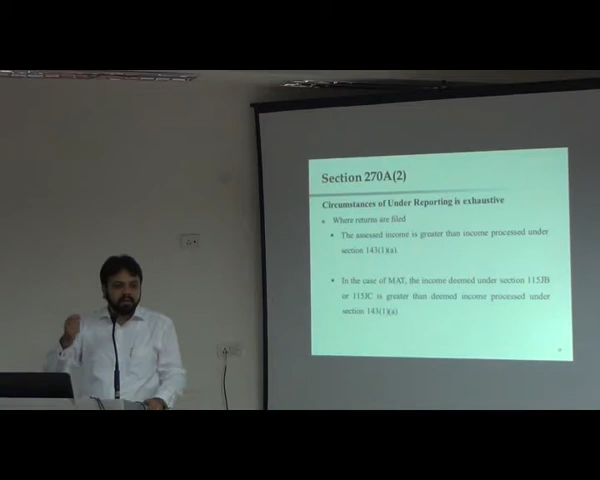 Section 270A(2)
Circumstances of Under Reporting is exhaustive
Where returns are filed
The assessed income is greater than income processed under
section 143(1)(a).
In the case of MAT, the income deemed under section 115JB
or 115JC is greater than deemed income processed under
section 143(1)(a)